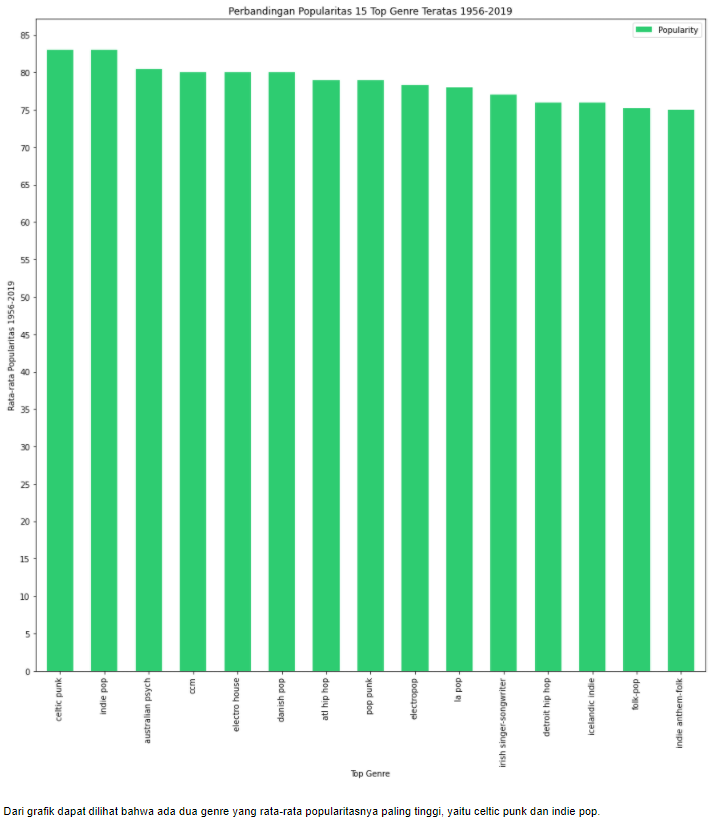 Perbandingan Popularitas 15 Top Genre Teratas 1956-2019
Popularity
85
80
75
70
65
60
55
50
45
40
35
30
25
20
15
10
5
0
Rata-rata Popularitas 1956-2019
celtic punk
indie pop
australian psych
ccm
electro house
danish pop
atl hip hop
pop punk
electropop
la pop
irish singer-songwriter
detroit hip hop
icelandic indie
folk-pop
indie anthem-folk
Top Genre
Dari grafik dapat dilihat bahwa ada dua genre yang rata-rata popularitasnya paling tinggi, yaitu celtic punk dan indie pop.